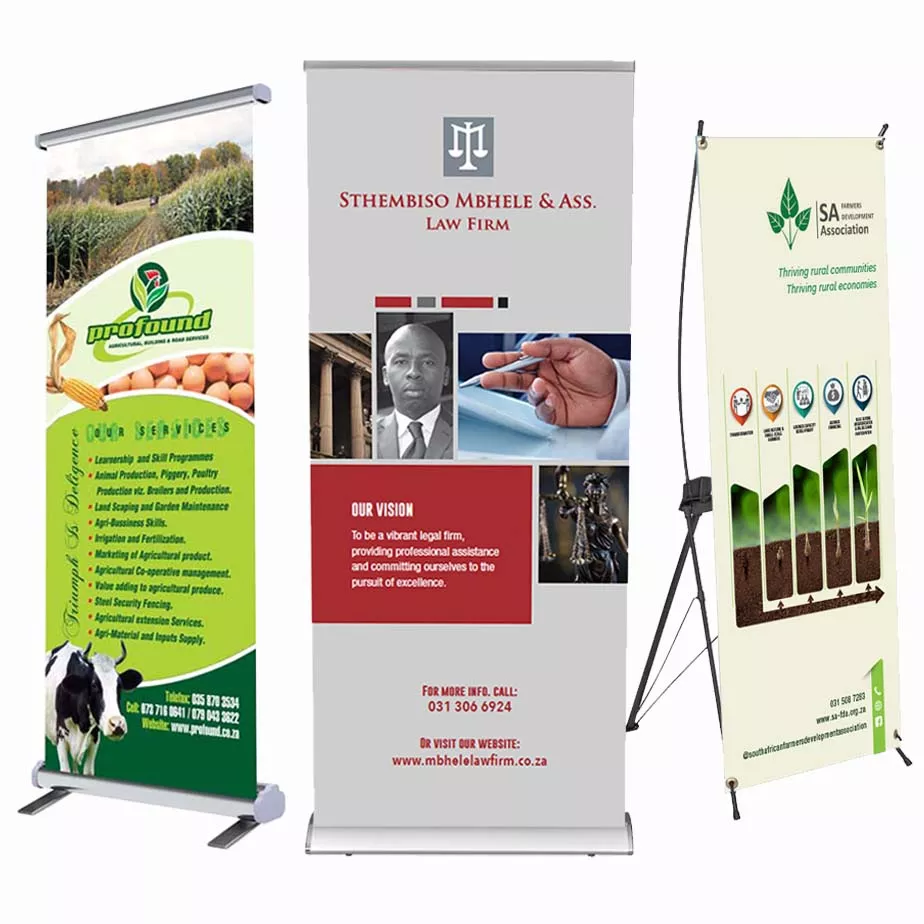 profound
AGRICULTURAL, BUILDING & ROAD SERVICES
OUR SERVICES
Triumph Is Deligence
• Learnership and Skill Programmes
• Animal Production, Piggery, Poultry
Production viz. Broilers and Production.
• Land Scaping and Garden Maintenance
• Agri-Bussiness Skills.
• Irrigation and Fertilization.
• Marketing of Agricultural product.
• Agricultural Co-operative management.
• Value adding to agricultural produce.
• Steel Security Fencing.
• Agricultural extension Services.
• Agri-Material and Inputs Supply.
Telefax: 035 870 3534
Cell: 073 716 0641 / 079 043 3622
Website: www.profound.co.za
STHEMBISO MBHELE & ASS.
LAW FIRM
OUR VISION
To be a vibrant legal firm,
providing professional assistance
and committing ourselves to the
pursuit of excellence.
FOR MORE INFO. CALL:
031 306 6924
OR VISIT OUR WEBSITE:
www.mbhelelawfirm.co.za
SA FARMERS
DEVELOPMENT
Association
Thriving rural communities
Thriving rural economies
TRANSFORMATION
031 508 7283
www.sa-fda.org.za
@southafricanfarmersdevelopmentassociation